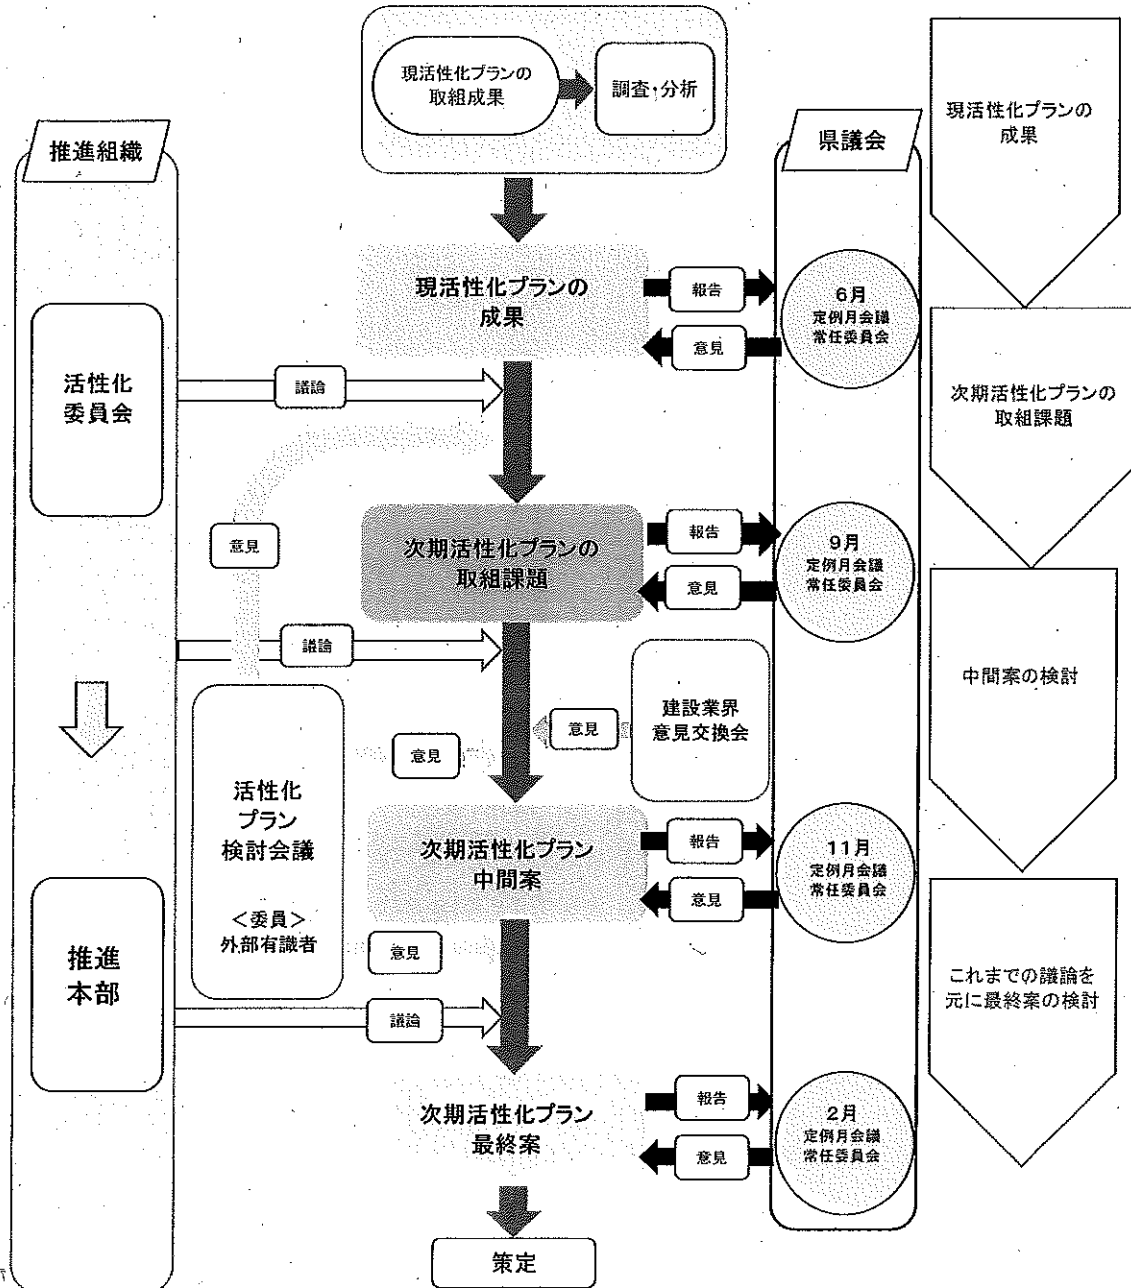 現活性化プランの
取組成果
調査・分析
推進組織
活性化
委員会
推進
本部
現活性化プランの
成果
報告
意見
議論
意見
次期活性化プランの
取組課題
報告
意見
議論
建設業界
意見交換会
意見
意見
活性化
プラン
検討会議
<委員>
外部有識者
次期活性化プラン
中間案
報告
意見
意見
議論
次期活性化プラン
最終案
報告
意見
策定
県議会
6月
定例月会議
常任委員会
9月
定例月会議
常任委員会
11月
定例月会議
常任委員会
2月
定例月会議
常任委員会
現活性化プランの
成果
次期活性化プランの
取組課題
中間案の検討
これまでの議論を
元に最終案の検討